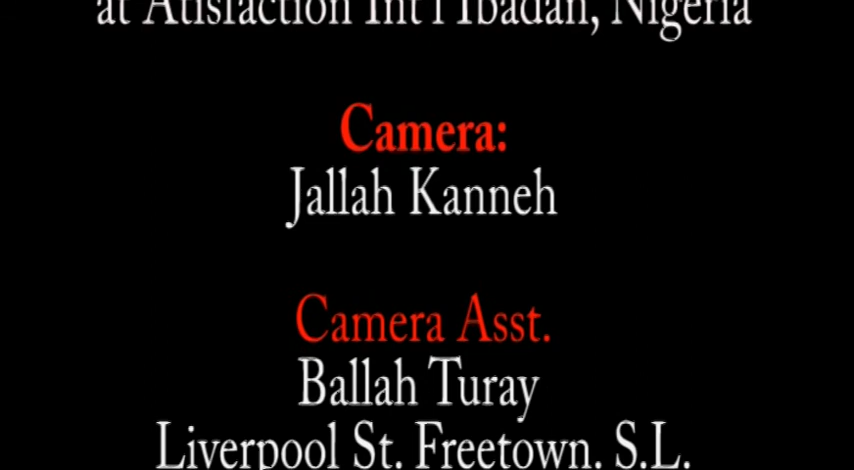 at Atisfaction Int'l Ibadan, Nigeria
Camera:
Jallah Kanneh
Camera Asst.
Ballah Turay
Liverpool St. Freetown. S.L.